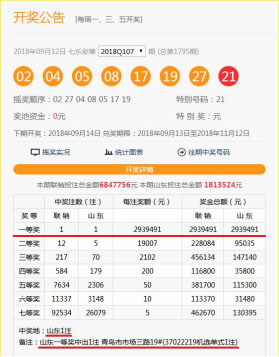 开奖公告 [每周一、三、五开奖]
2018年09月12日 七乐彩第 2018Q107 期 (总第1795期)
02 04 05 08 17 19 27 21
摇奖顺序：02 27 04 08 05 17 19 特别号码：21
奖池资金：0元 特别奖：元
下期开奖：2018年09月14日 兑奖期限：2018年09月13日至2018年11月12日
摇奖实况 统计图表 往期中奖号码
开奖详情
本期联销投注总金额6847756元 本期山东投注总金额1813524元
奖等 中奖注数（注） 每注奖额（元） 奖金总额（元）
联销 山东 联销 山东
一等奖 1 1 2939491 2939491 2939491
二等奖 12 5 19007 228084 95035
三等奖 217 70 2102 456134 147140
四等奖 584 179 200 116800 35800
五等奖 7634 2306 50 381700 115300
六等奖 11337 3148 10 113370 31480
七等奖 92534 26079 5 462670 130395
中奖地：山东1注
备注：山东一等奖中出1注 青岛市市场三路19#(37022219机选单式1注)